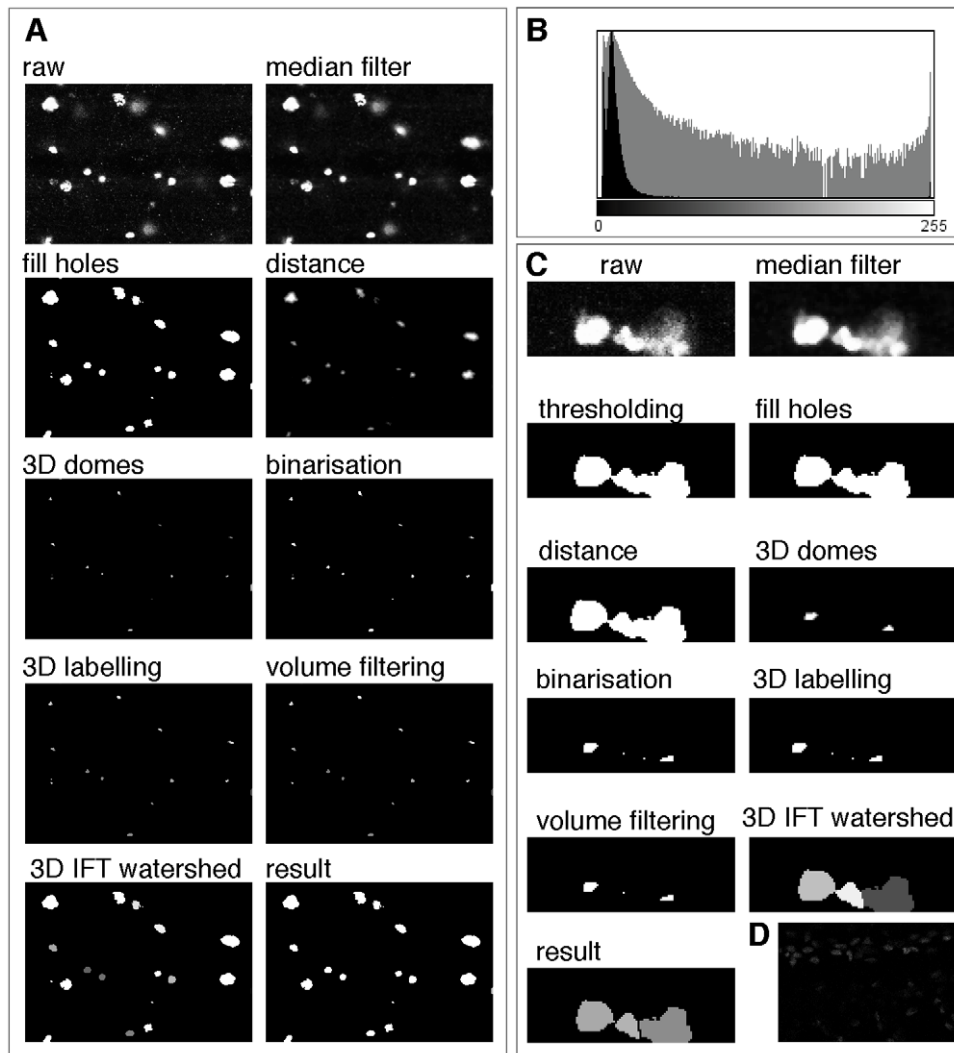 A
raw
median filter
fill holes
distance
3D domes
binarisation
3D labelling
volume filtering
3D IFT watershed
result
B
0
255
C
raw
median filter
thresholding
fill holes
distance
3D domes
binarisation
3D labelling
volume filtering
3D IFT watershed
result
D